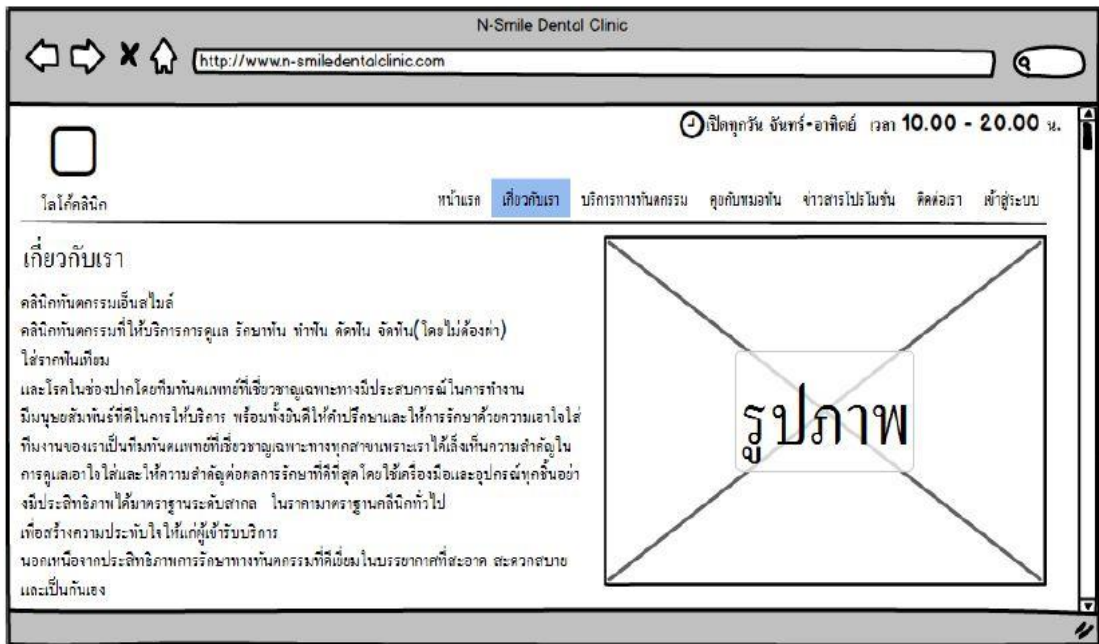 N-Smile Dental Clinic
http://www.n-smiledentalclinic.com
เปิดทุกวัน จันทร์-อาทิตย์ เวลา 10.00 - 20.00 น.
โลโก้คลินิก
หน้าแรก เกี่ยวกับเรา บริการทางทันตกรรม คุยกับหมอฟัน ข่าวสารโปรโมชั่น ติดต่อเรา เข้าสู่ระบบ
เกี่ยวกับเรา
คลินิกทันตกรรมเอ็นสไมล์
คลินิกทันตกรรมที่ให้บริการการดูแล รักษาฟัน ทำฟัน ดัดฟัน จัดฟัน(โดยไม่ต้องผ่า)
ใส่รากฟันเทียม
และโรคในช่องปากโดยทีมทันตแพทย์ที่เชี่ยวชาญเฉพาะทางมีประสบการณ์ในการทำงาน
มีมนุษยสัมพันธ์ที่ดีในการให้บริการ พร้อมทั้งยินดีให้คำปรึกษาและให้การรักษาด้วยความเอาใจใส่
ทีมงานของเราเป็นทีมทันตแพทย์ที่เชี่ยวชาญเฉพาะทางทุกสาขาเพราะเราได้เล็งเห็นความสำคัญใน
การดูแลเอาใจใส่และให้ความสำคัญต่อผลการรักษาที่ดีที่สุดโดยใช้เครื่องมือและอุปกรณ์ทุกชิ้นอย่า
งมีประสิทธิภาพได้มาตราฐานระดับสากล ในราคามาตราฐานคลีนิกทั่วไป
เพื่อสร้างความประทับใจให้แก่ผู้เข้ารับบริการ
นอกเหนือจากประสิทธิภาพการรักษาทางทันตกรรมที่ดีเยี่ยมในบรรยากาศที่สะอาด สะดวกสบาย
และเป็นกันเอง
รูปภาพ